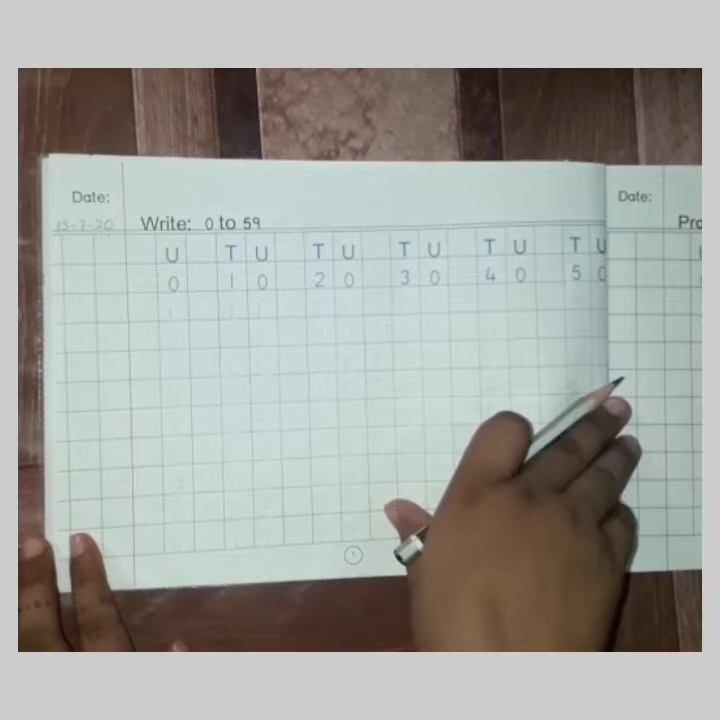 Date:
Date:
13-7-20
Write: 0 to 59
U T U T U T U T U T U
0 1 0 2 0 3 0 4 0 5 0
1